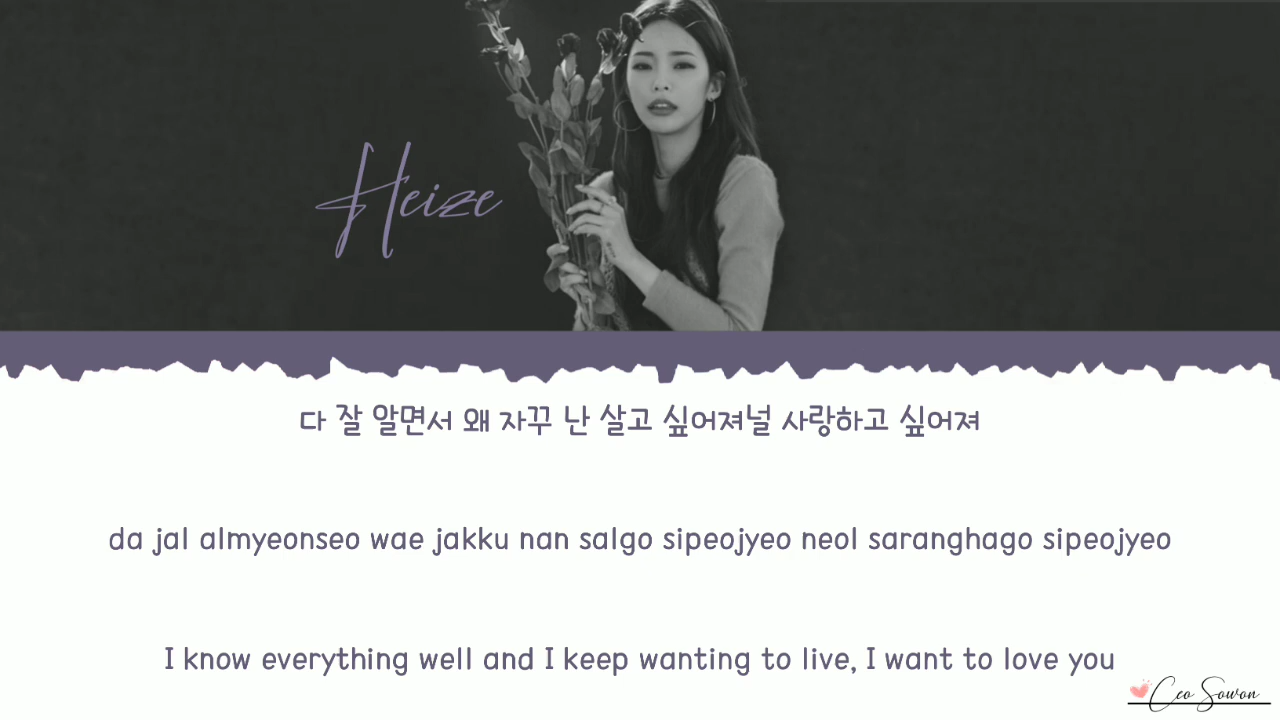 Heize
다 잘 알면서 왜 자꾸 난 살고 싶어져널 사랑하고 싶어져
da jal almyeonseo wae jakku nan salgo sipeojyeo neol saranghago sipeojyeo
I know everything well and I keep wanting to live, I want to love you
Ceo Sowon